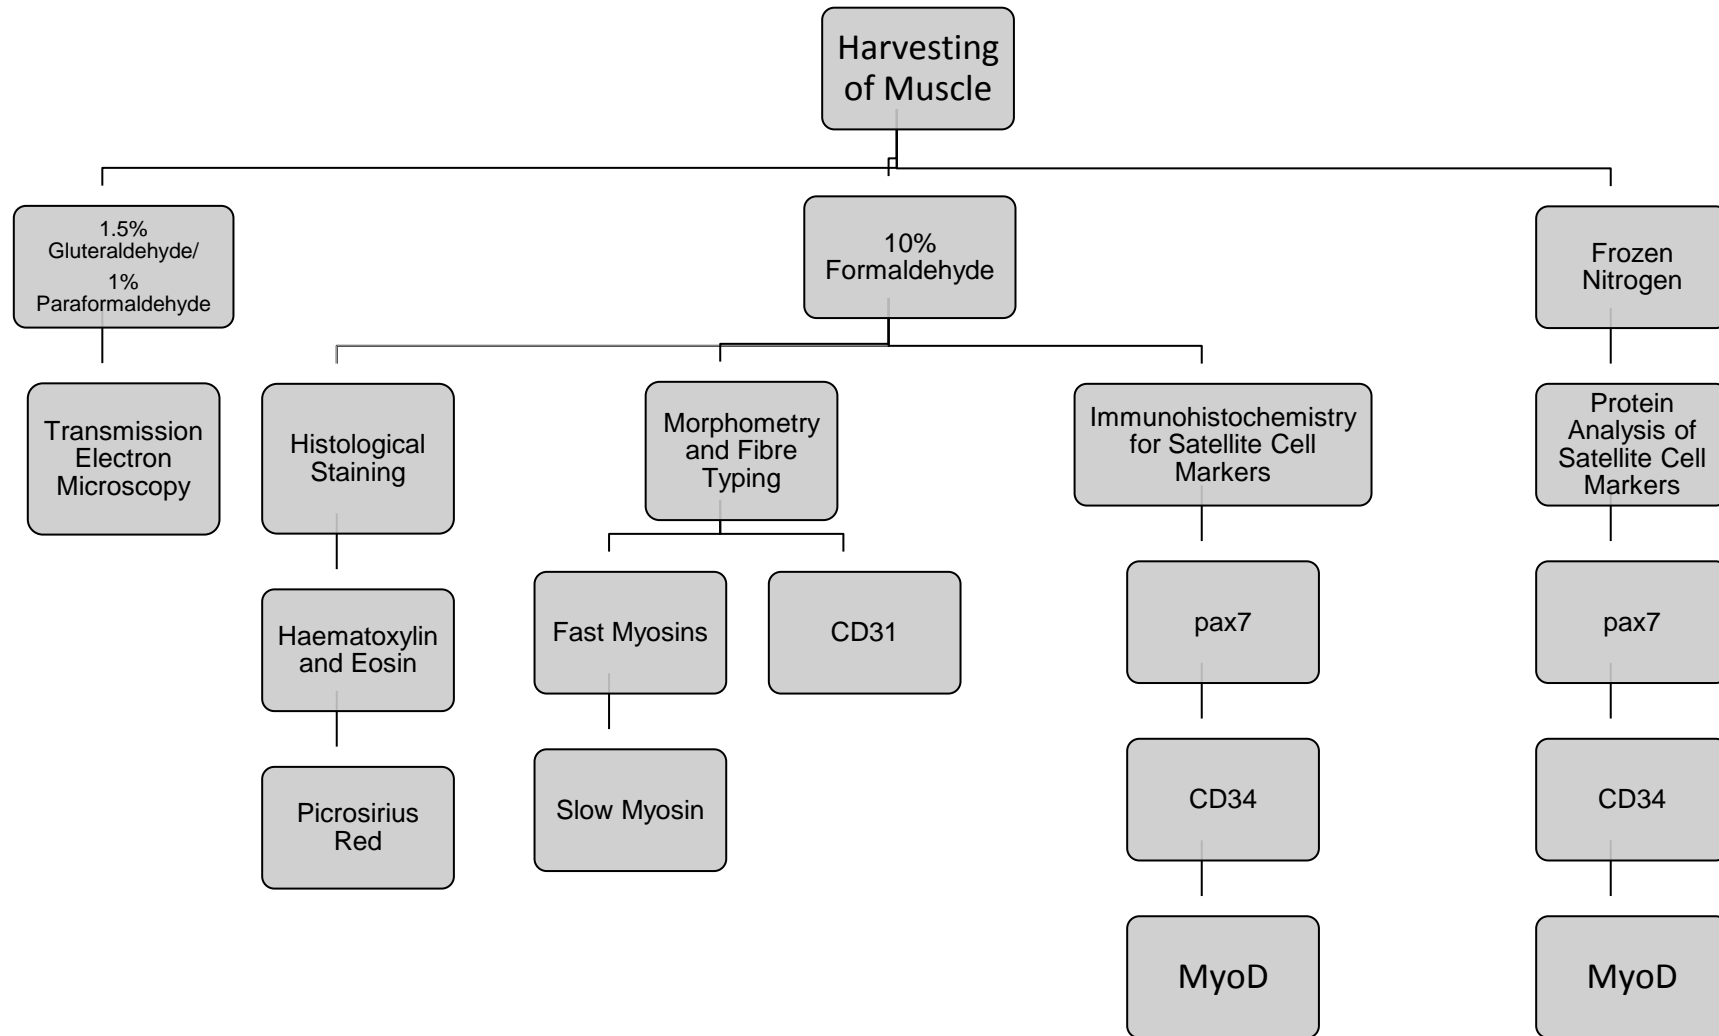 Harvesting
of Muscle
1.5%
Gluteraldehyde/
1%
Paraformaldehyde
10%
Formaldehyde
Frozen
Nitrogen
Transmission
Electron
Microscopy
Histological
Staining
Morphometry
and Fibre
Typing
Immunohistochemistry
for Satellite Cell
Markers
Protein
Analysis of
Satellite Cell
Markers
Haematoxylin
and Eosin
Fast Myosins
CD31
pax7
pax7
Picrosirius
Red
Slow Myosin
CD34
CD34
MyoD
MyoD